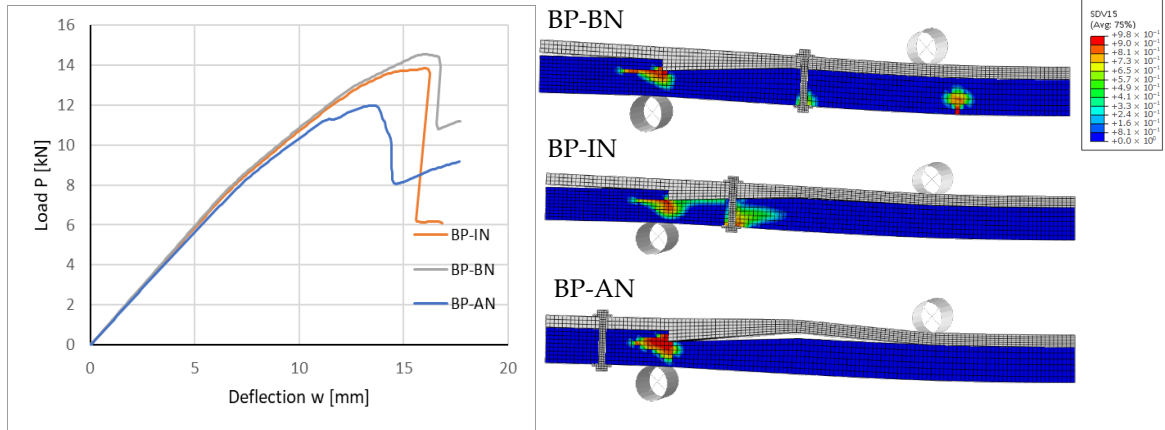 16
14
12
10
8
6
4
2
0
0 5 10 15 20
Load P [kN]
Deflection w [mm]
BP-IN
BP-BN
BP-AN
BP-BN
BP-IN
BP-AN
SDV15
(Avg: 75%)
+9.8 × 10⁻¹
+9.0 × 10⁻¹
+8.1 × 10⁻¹
+7.3 × 10⁻¹
+6.5 × 10⁻¹
+5.7 × 10⁻¹
+4.9 × 10⁻¹
+4.1 × 10⁻¹
+3.3 × 10⁻¹
+2.4 × 10⁻¹
+1.6 × 10⁻¹
+8.1 × 10⁻¹
+0.0 × 10⁰